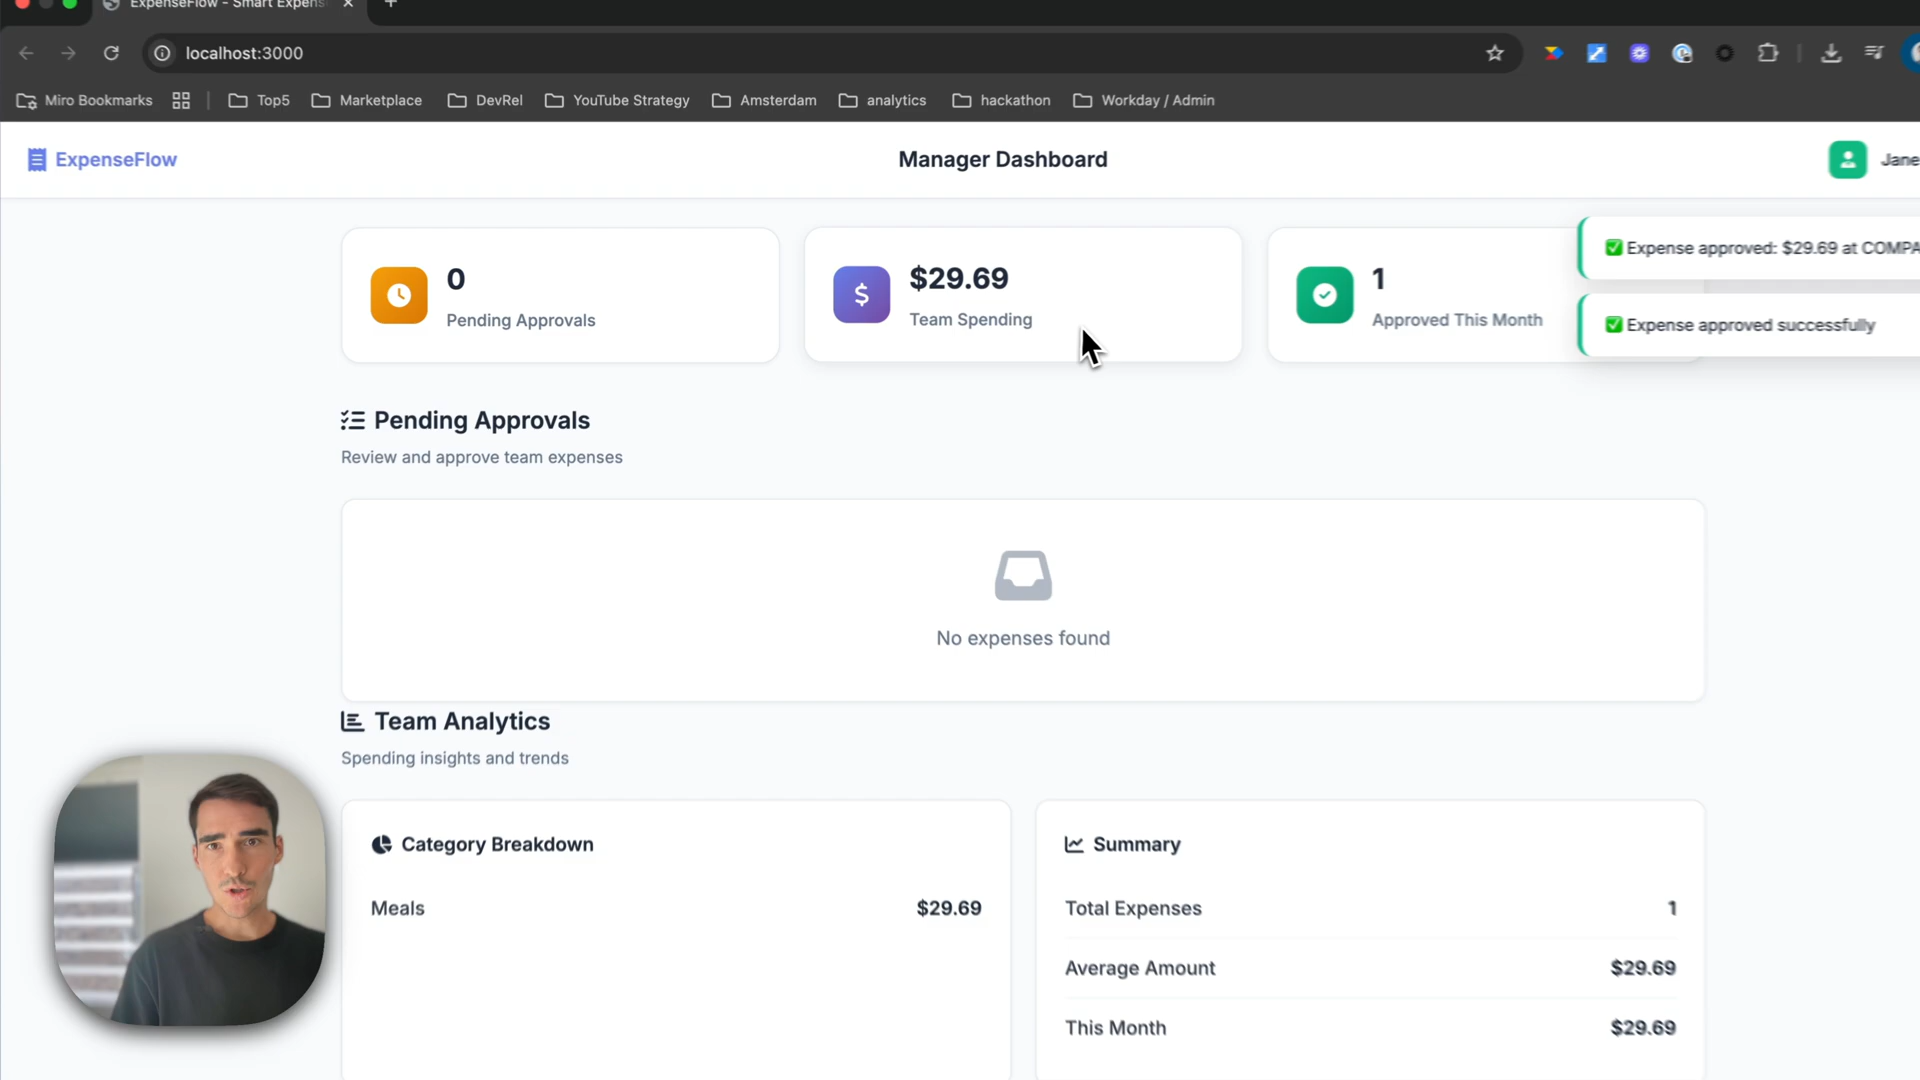 ExpenseFlow - Smart Expens
localhost:3000
Miro Bookmarks
Top5
Marketplace
DevRel
YouTube Strategy
Amsterdam
analytics
hackathon
Workday / Admin
ExpenseFlow
Manager Dashboard
Jane
0
Pending Approvals
$29.69
Team Spending
1
Approved This Month
✅ Expense approved: $29.69 at COMPA
✅ Expense approved successfully
Pending Approvals
Review and approve team expenses
No expenses found
Team Analytics
Spending insights and trends
Category Breakdown
Meals $29.69
Summary
Total Expenses 1
Average Amount $29.69
This Month $29.69